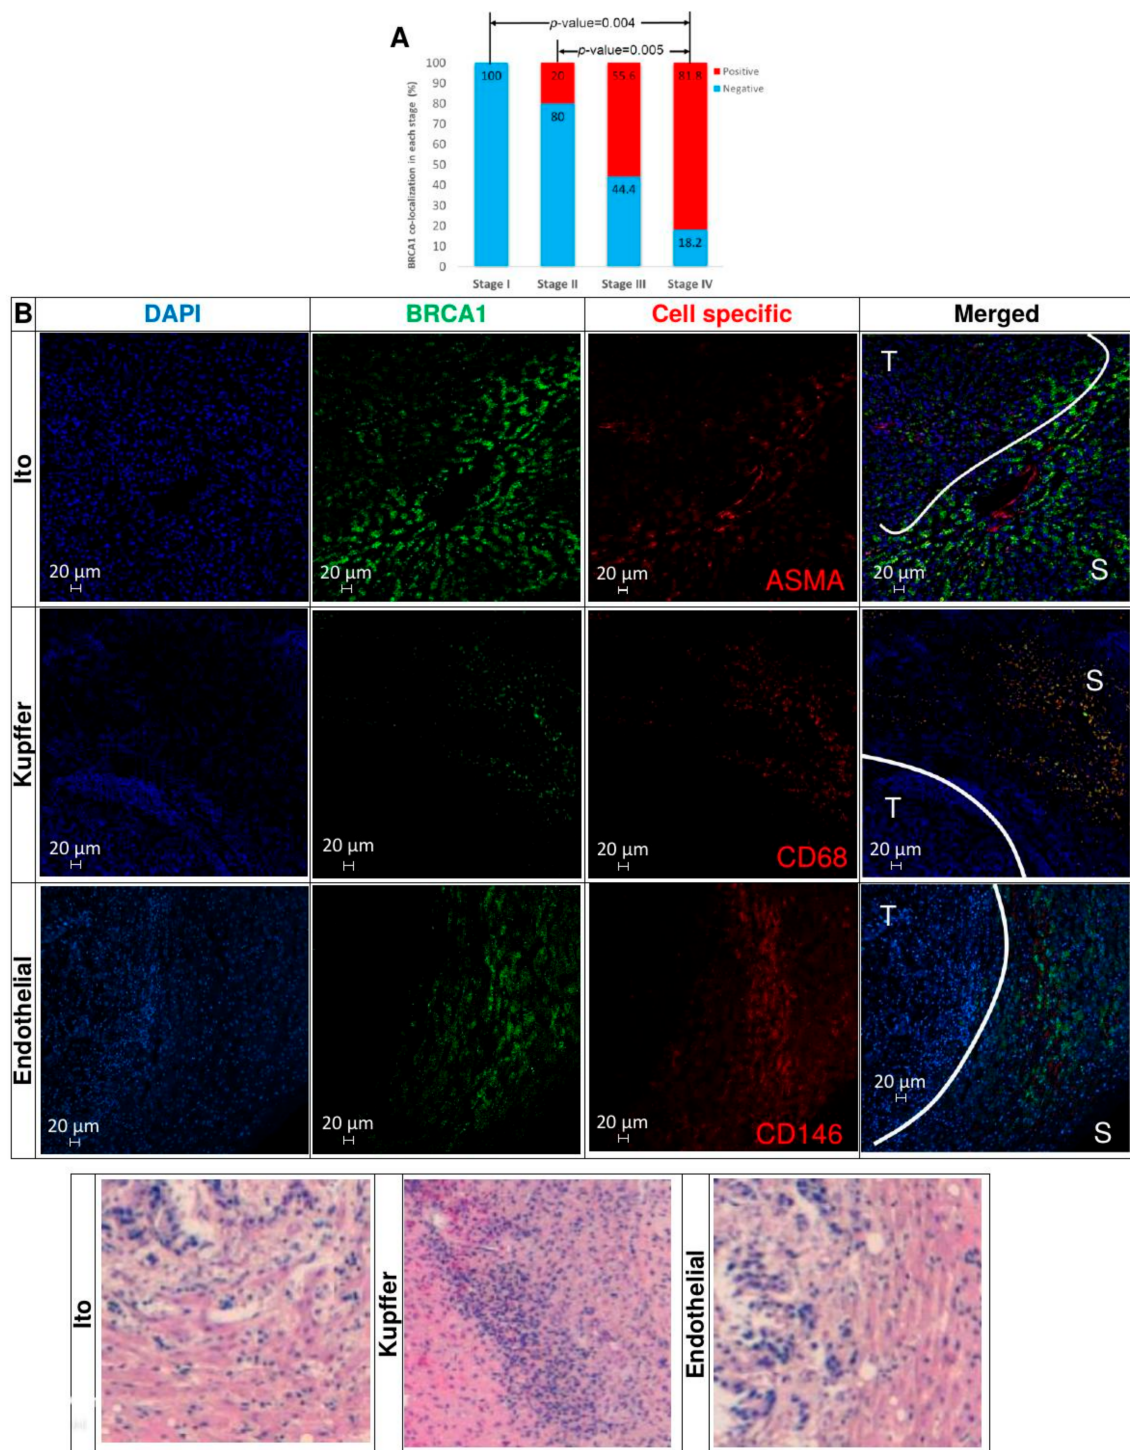 p-value=0.004
A
p-value=0.005
BRCA1 co-localization in each stage (%)
100
90
80
70
60
50
40
30
20
10
0
100
20
80
55.6
44.4
81.8
18.2
Positive
Negative
Stage I
Stage II
Stage III
Stage IV
B
DAPI
BRCA1
Cell specific
Merged
Ito
20 µm
20 µm
20 µm
ASMA
T
20 µm
S
Kupffer
20 µm
20 µm
20 µm
CD68
S
T
20 µm
Endothelial
20 µm
20 µm
20 µm
CD146
T
20 µm
S
Ito
Kupffer
Endothelial